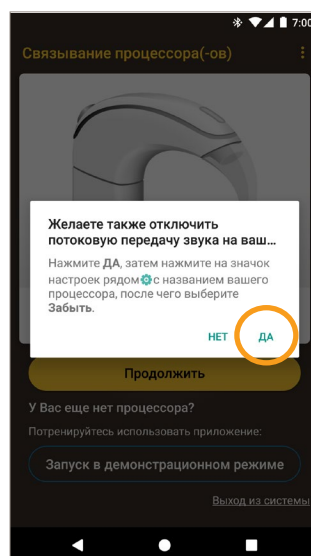 7:00
Связывание процессора(-ов)
Желаете также отключить
потоковую передачу звука на ваш...
Нажмите ДА, затем нажмите на значок
настроек рядом с названием вашего
процессора, после чего выберите
Забыть.
НЕТ ДА
Продолжить
У Вас еще нет процессора?
Потренируйтесь использовать приложение:
Запуск в демонстрационном режиме
Выход из системы